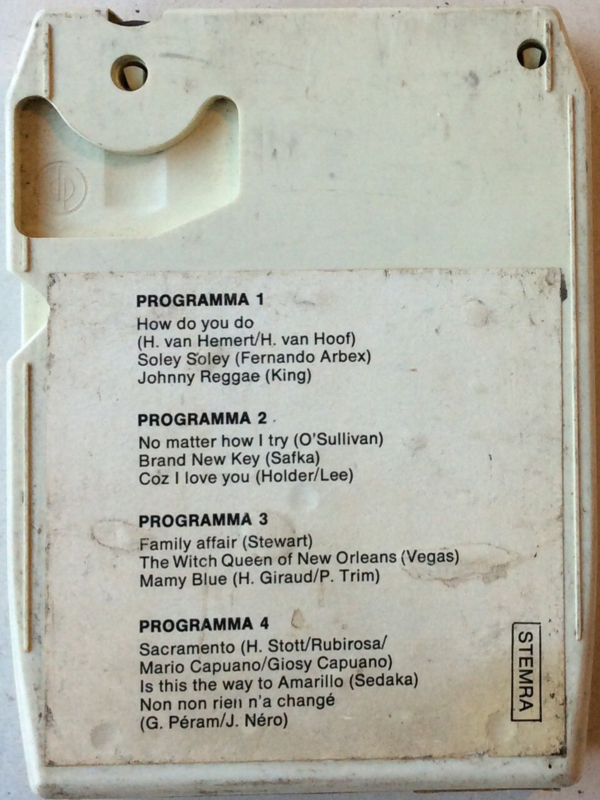 PROGRAMMA 1
How do you do
(H. van Hemert/H. van Hoof)
Soley Soley (Fernando Arbex)
Johnny Reggae (King)
PROGRAMMA 2
No matter how I try (O'Sullivan)
Brand New Key (Safka)
Coz I love you (Holder/Lee)
PROGRAMMA 3
Family affair (Stewart)
The Witch Queen of New Orleans (Vegas)
Mamy Blue (H. Giraud/P. Trim)
PROGRAMMA 4
Sacramento (H. Stott/Rubirosa/
Mario Capuano/Giosy Capuano)
Is this the way to Amarillo (Sedaka)
Non non rien n'a changé
(G. Péram/J. Néro)
STEMRA